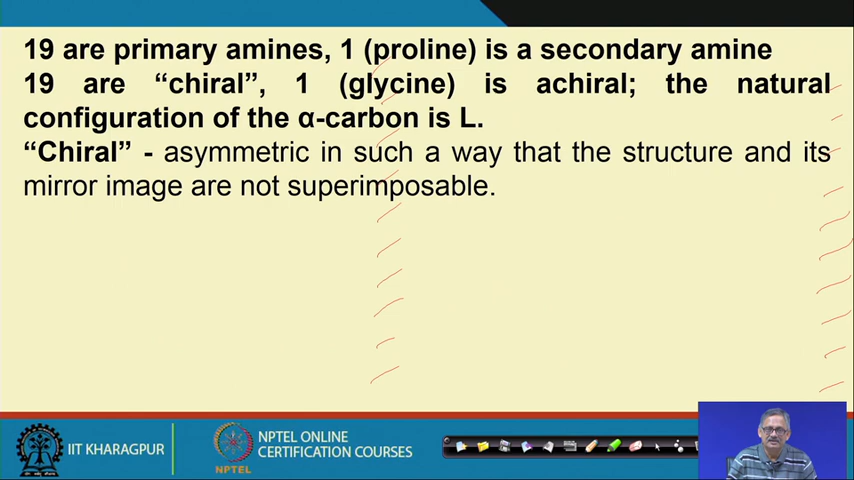 19 are primary amines, 1 (proline) is a secondary amine
19 are “chiral”, 1 (glycine) is achiral; the natural
configuration of the α-carbon is L.
“Chiral” - asymmetric in such a way that the structure and its
mirror image are not superimposable.
IIT KHARAGPUR
NPTEL
NPTEL ONLINE
CERTIFICATION COURSES